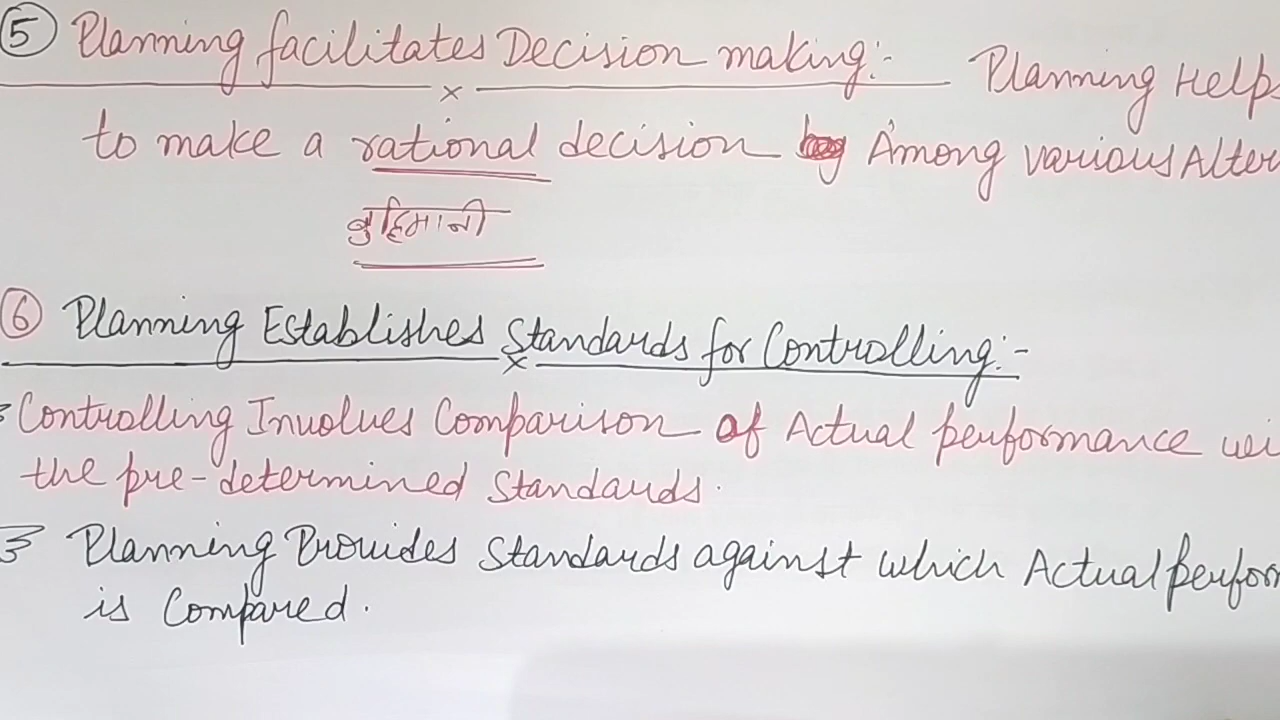 ⑤ Planning facilitates Decision making:- Planning Helps
to make a rational decision Among various Alter
बुद्धिमानी
⑥ Planning Establishes Standards for Controlling:-
Controlling Involves Comparison of Actual performance wi
the pre-determined Standards.
Planning Provides Standards against which Actual perfor
is Compared.